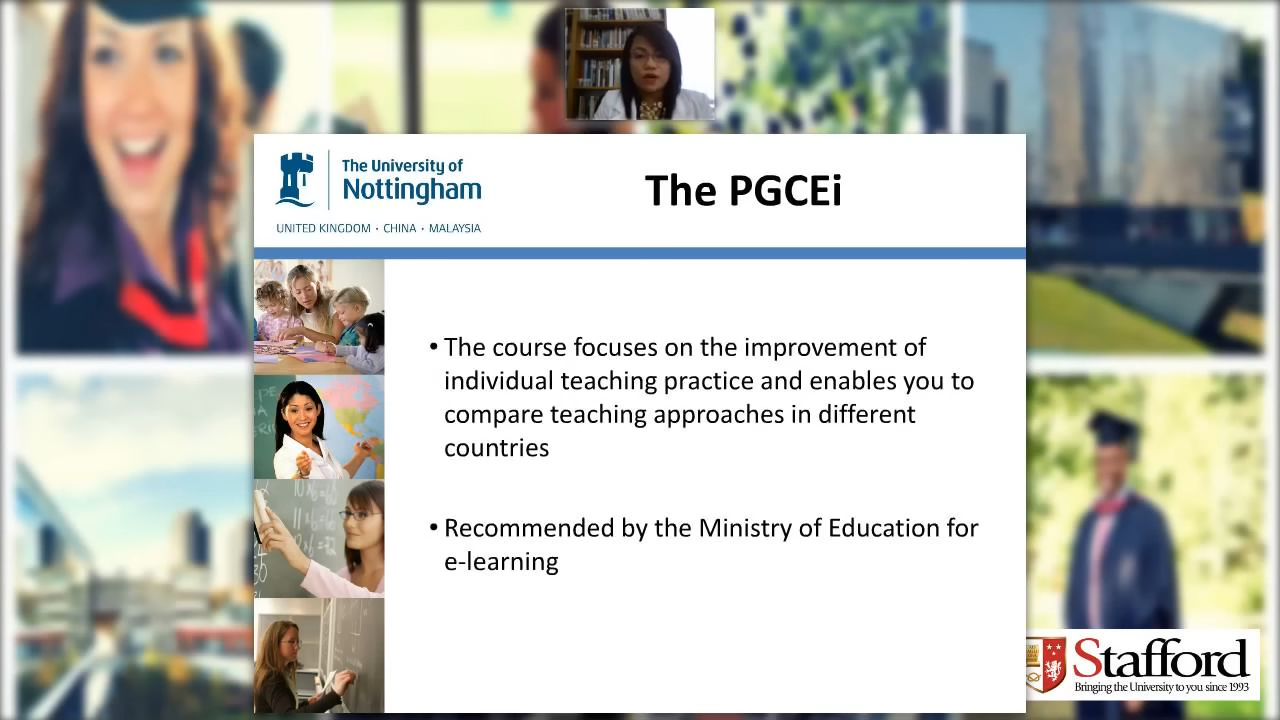 The University of
Nottingham
UNITED KINGDOM · CHINA · MALAYSIA
The PGCEi
• The course focuses on the improvement of
individual teaching practice and enables you to
compare teaching approaches in different
countries
• Recommended by the Ministry of Education for
e-learning
Stafford
Bringing the University to you since 1993